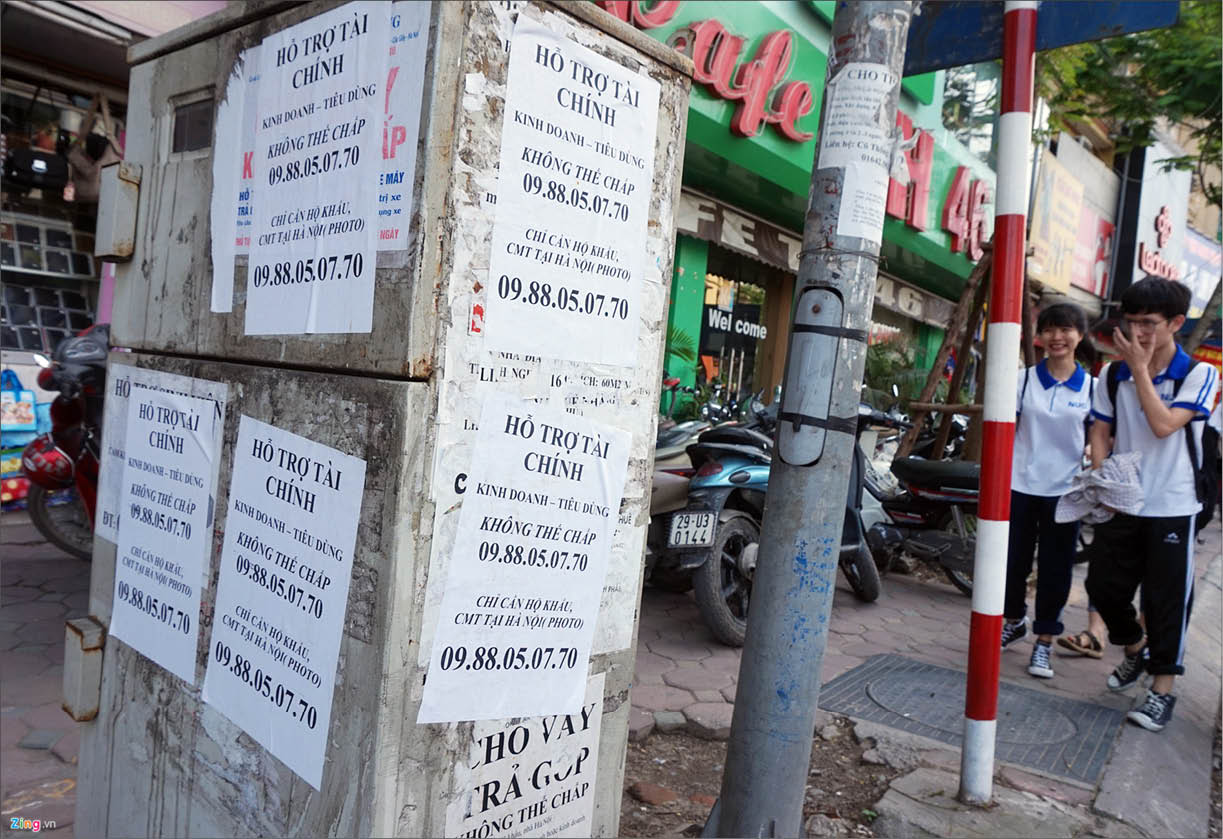 HỖ TRỢ TÀI
CHÍNH
KINH DOANH – TIÊU DÙNG
KHÔNG THẾ CHẤP
09.88.05.07.70
CHỈ CẦN HỘ KHẨU,
CMT TẠI HÀ NỘI( PHOTO)
09.88.05.07.70
HỖ TRỢ TÀI
CHÍNH
KINH DOANH – TIÊU DÙNG
KHÔNG THẾ CHẤP
09.88.05.07.70
CHỈ CẦN HỘ KHẨU,
CMT TẠI HÀ NỘI( PHOTO)
09.88.05.07.70
HỖ TRỢ TÀI
CHÍNH
KINH DOANH – TIÊU DÙNG
KHÔNG THẾ CHẤP
09.88.05.07.70
CHỈ CẦN HỘ KHẨU,
CMT TẠI HÀ NỘI( PHOTO)
09.88.05.07.70
HỖ TRỢ TÀI
CHÍNH
KINH DOANH – TIÊU DÙNG
KHÔNG THẾ CHẤP
09.88.05.07.70
CHỈ CẦN HỘ KHẨU,
CMT TẠI HÀ NỘI( PHOTO)
09.88.05.07.70
HỖ TRỢ TÀI
CHÍNH
KINH DOANH – TIÊU DÙNG
KHÔNG THẾ CHẤP
09.88.05.07.70
CHỈ CẦN HỘ KHẨU,
CMT TẠI HÀ NỘI( PHOTO)
09.88.05.07.70
CHO VAY
TRẢ GÓP
KHÔNG THẾ CHẤP
Cafe
46
Wel come
29-U3
0144
Zing.vn